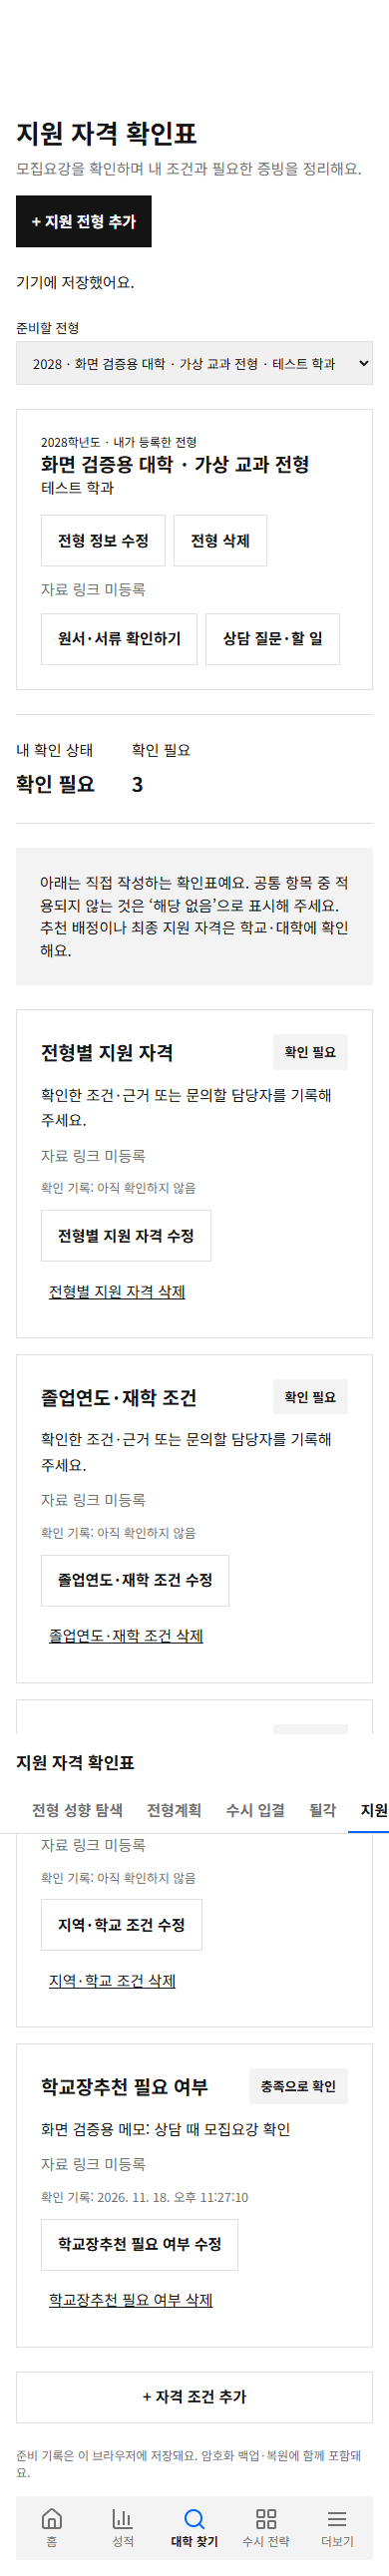 지원 자격 확인표
모집요강을 확인하며 내 조건과 필요한 증빙을 정리해요.
+ 지원 전형 추가
기기에 저장했어요.
준비할 전형
2028 · 화면 검증용 대학 · 가상 교과 전형 · 테스트 학과
2028학년도 · 내가 등록한 전형
화면 검증용 대학 · 가상 교과 전형
테스트 학과
전형 정보 수정 전형 삭제
자료 링크 미등록
원서·서류 확인하기 상담 질문·할 일
내 확인 상태 확인 필요
확인 필요 3
아래는 직접 작성하는 확인표예요. 공통 항목 중 적
용되지 않는 것은 ‘해당 없음’으로 표시해 주세요.
추천 배정이나 최종 지원 자격은 학교·대학에 확인
해요.
전형별 지원 자격 확인 필요
확인한 조건·근거 또는 문의할 담당자를 기록해
주세요.
자료 링크 미등록
확인 기록: 아직 확인하지 않음
전형별 지원 자격 수정
전형별 지원 자격 삭제
졸업연도·재학 조건 확인 필요
확인한 조건·근거 또는 문의할 담당자를 기록해
주세요.
자료 링크 미등록
확인 기록: 아직 확인하지 않음
졸업연도·재학 조건 수정
졸업연도·재학 조건 삭제
지원 자격 확인표
전형 성향 탐색 전형계획 수시 입결 될각 지원
자료 링크 미등록
확인 기록: 아직 확인하지 않음
지역·학교 조건 수정
지역·학교 조건 삭제
학교장추천 필요 여부 충족으로 확인
화면 검증용 메모: 상담 때 모집요강 확인
자료 링크 미등록
확인 기록: 2026. 11. 18. 오후 11:27:10
학교장추천 필요 여부 수정
학교장추천 필요 여부 삭제
+ 자격 조건 추가
준비 기록은 이 브라우저에 저장돼요. 암호화 백업·복원에 함께 포함돼
요.
홈 성적 대학 찾기 수시 전략 더보기